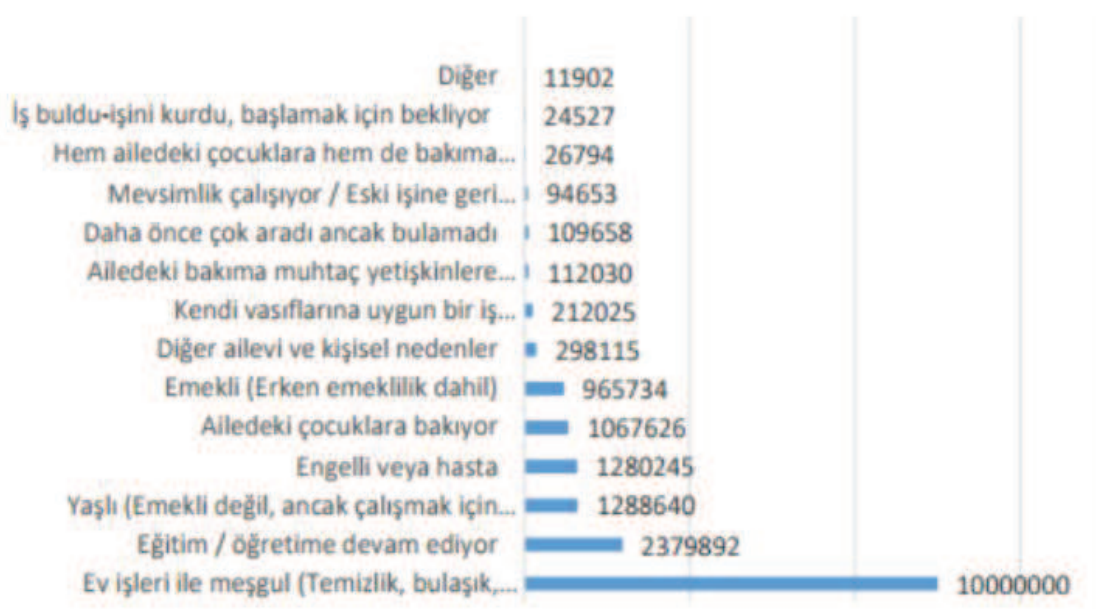 Diğer 11902
İş buldu-işini kurdu, başlamak için bekliyor 24527
Hem ailedeki çocuklara hem de bakıma... 26794
Mevsimlik çalışıyor / Eski işine geri... 94653
Daha önce çok aradı ancak bulamadı 109658
Ailedeki bakıma muhtaç yetişkinlere... 112030
Kendi vasıflarına uygun bir iş... 212025
Diğer ailevi ve kişisel nedenler 298115
Emekli (Erken emeklilik dahil) 965734
Ailedeki çocuklara bakıyor 1067626
Engelli veya hasta 1280245
Yaşlı (Emekli değil, ancak çalışmak için... 1288640
Eğitim / öğretime devam ediyor 2379892
Ev işleri ile meşgul (Temizlik, bulaşık,... 10000000